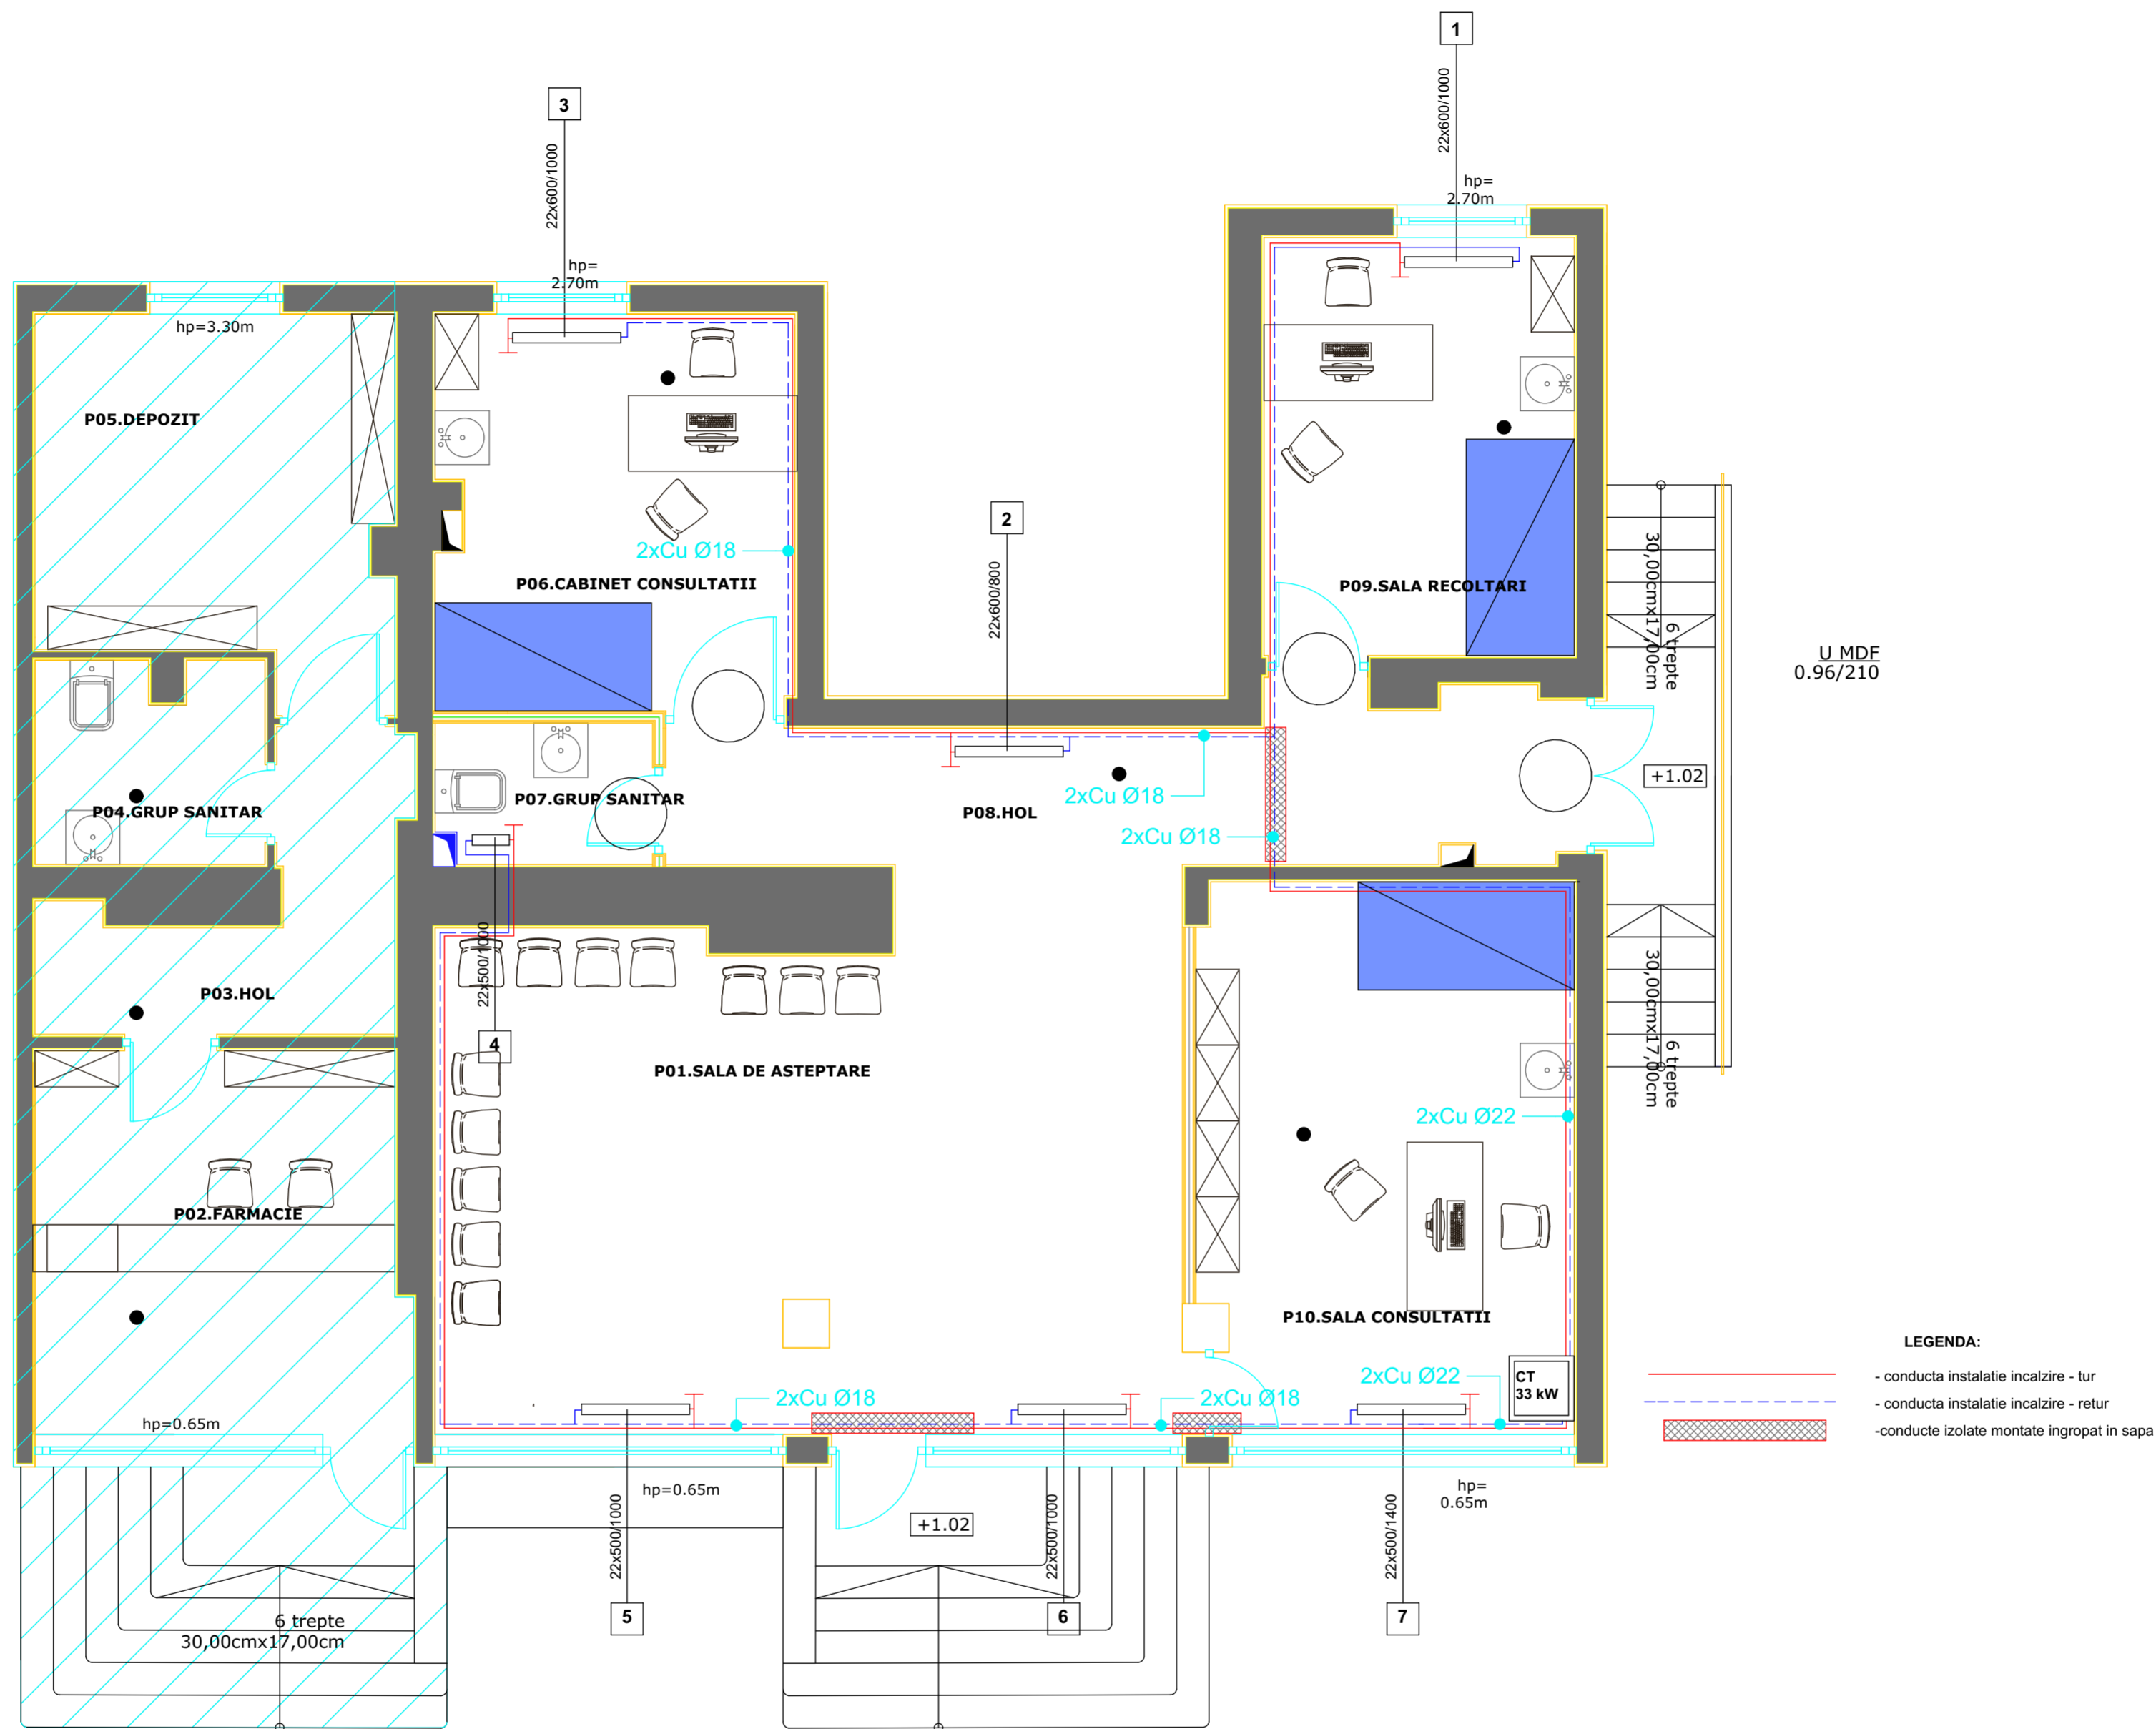 1
22x600/1000
3
22x600/1000
hp=
2.70m
hp=
2.70m
hp=3.30m
P05.DEPOZIT
2
22x600/800
2xCu Ø18
P06.CABINET CONSULTATII
P09.SALA RECOLTARI
30,00cmx17,00cm
6 trepte
U MDF
0.96/210
+1.02
P04.GRUP SANITAR
P07.GRUP SANITAR
P08.HOL
2xCu Ø18
2xCu Ø18
22x500/1000
4
P03.HOL
P01.SALA DE ASTEPTARE
30,00cmx17,00cm
6 trepte
2xCu Ø22
P02.FARMACIE
P10.SALA CONSULTATII
CT
33 kW
2xCu Ø18
2xCu Ø18
2xCu Ø22
hp=0.65m
LEGENDA:
- conducta instalatie incalzire - tur
- conducta instalatie incalzire - retur
-conducte izolate montate ingropat in sapa
hp=0.65m
hp=
0.65m
+1.02
22x500/1000
5
22x500/1000
6
22x500/1400
7
6 trepte
30,00cmx17,00cm